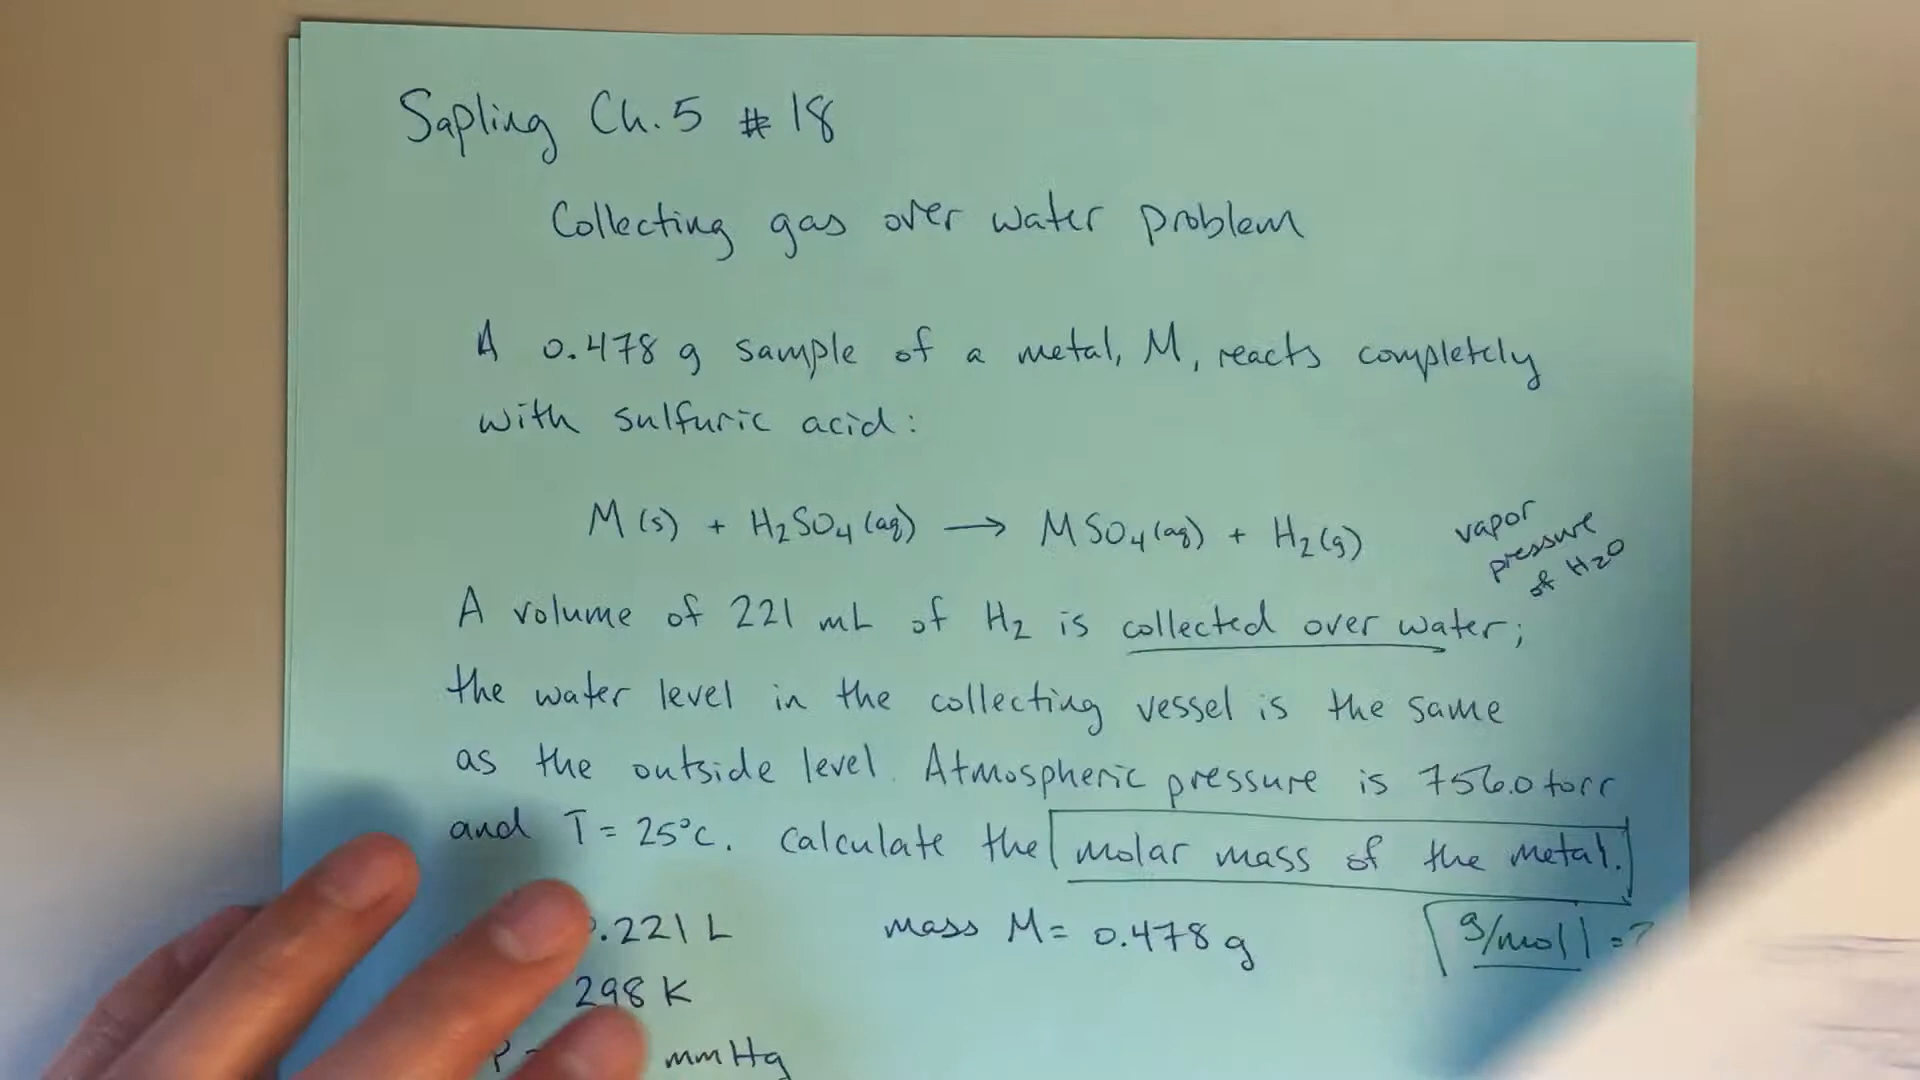 Sapling Ch. 5 # 18
Collecting gas over water problem
A 0.478 g sample of a metal, M, reacts completely
with sulfuric acid:
M (s) + H₂SO₄ (aq) → MSO₄ (aq) + H₂ (g)
vapor
pressure
of H₂O
A volume of 221 mL of H₂ is collected over water;
the water level in the collecting vessel is the same
as the outside level. Atmospheric pressure is 756.0 torr
and T = 25°C. Calculate the molar mass of the metal.
.221 L mass M = 0.478 g g/mol = ?
298 K
P = mmHg